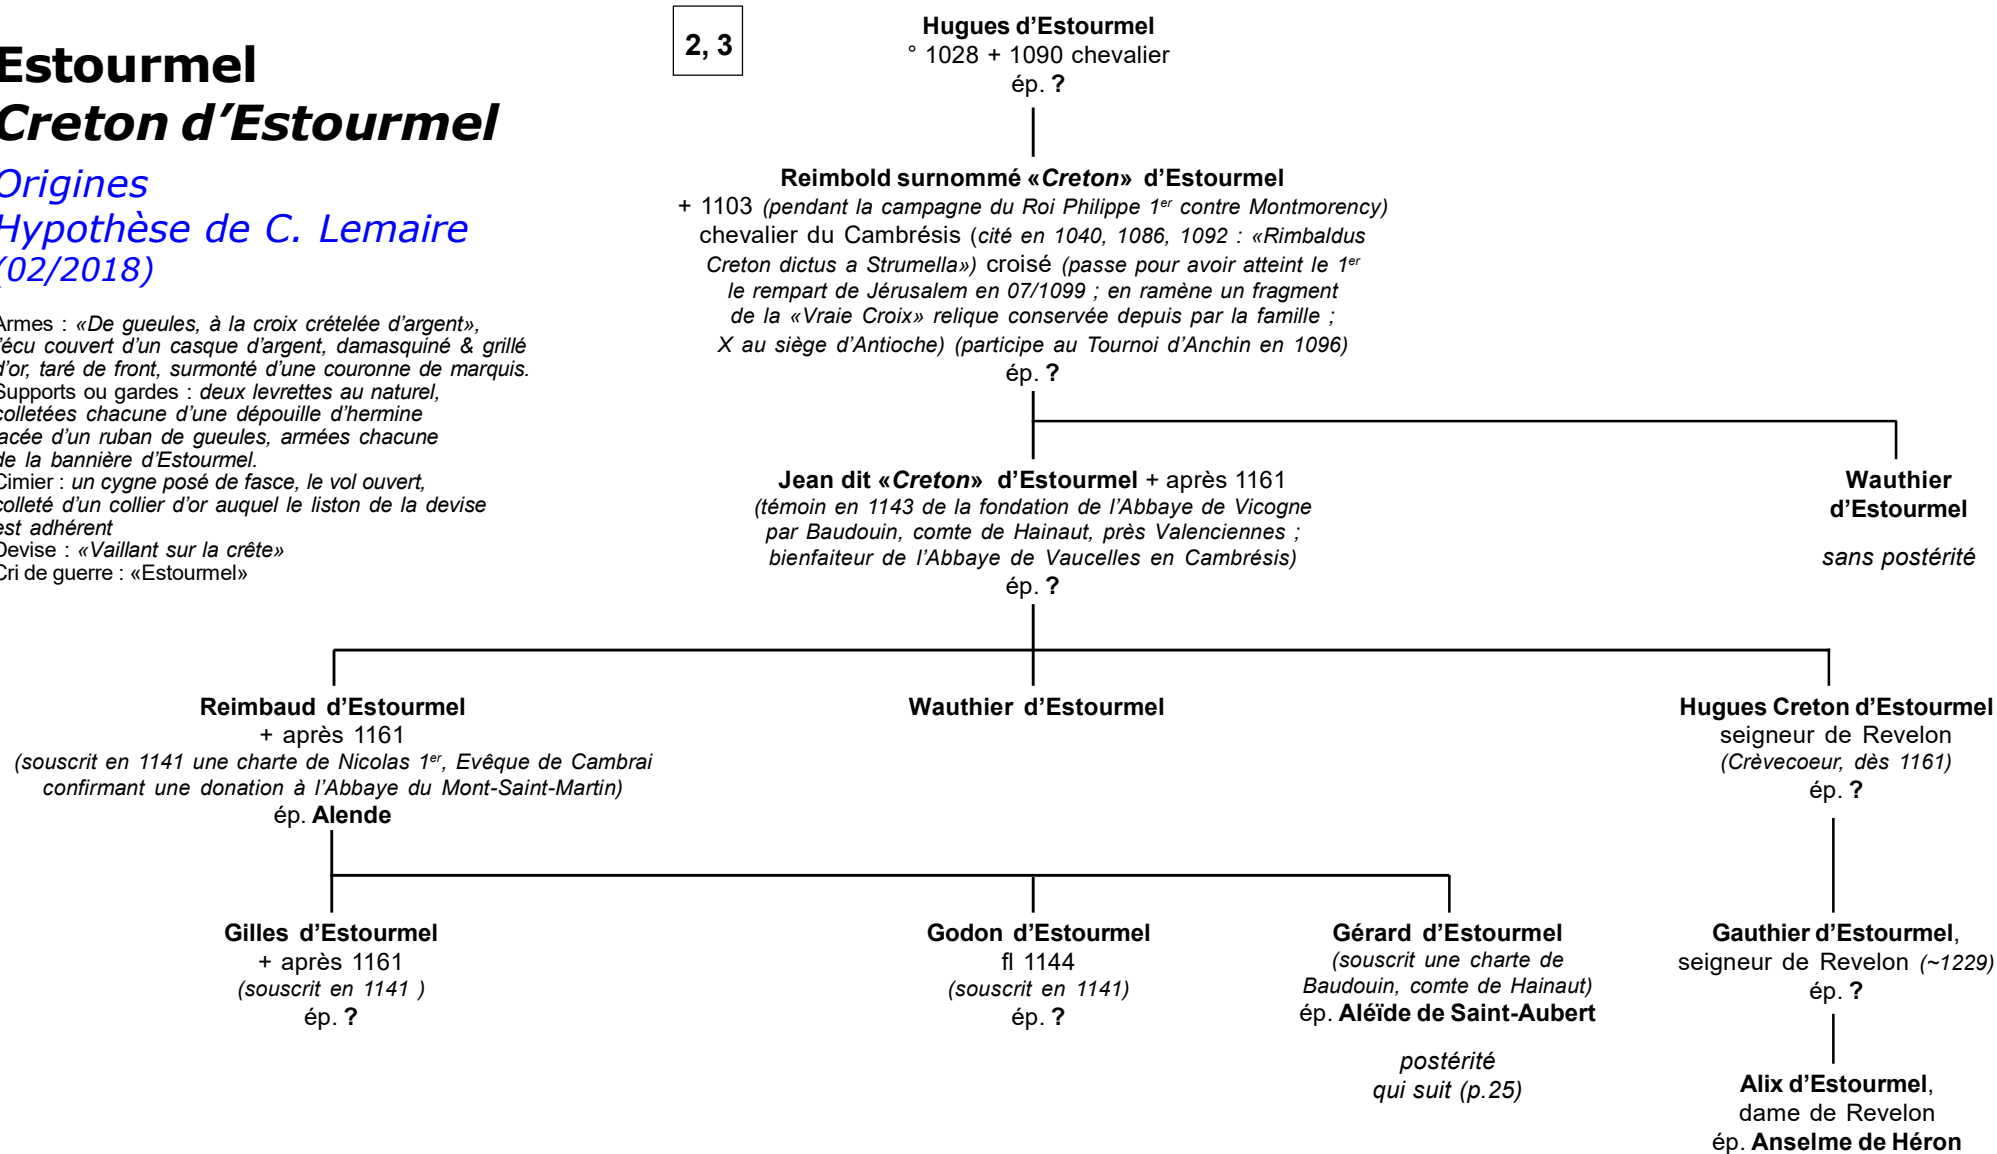 Estourmel
Creton d’Estourmel
Origines
Hypothèse de C. Lemaire
(02/2018)
Armes : «De gueules, à la croix crételée d’argent»,
l’écu couvert d’un casque d’argent, damasquiné & grillé
d’or, taré de front, surmonté d’une couronne de marquis.
Supports ou gardes : deux levrettes au naturel,
colletées chacune d’une dépouille d’hermine
lacée d’un ruban de gueules, armées chacune
de la bannière d’Estourmel.
Cimier : un cygne posé de fasce, le vol ouvert,
colleté d’un collier d’or auquel le liston de la devise
est adhérent
Devise : «Vaillant sur la crête»
Cri de guerre : «Estourmel»
2, 3
Hugues d’Estourmel
° 1028 + 1090 chevalier
ép. ?
Reimbold surnommé «Creton» d’Estourmel
+ 1103 (pendant la campagne du Roi Philippe 1er contre Montmorency)
chevalier du Cambrésis (cité en 1040, 1086, 1092 : «Rimbaldus
Creton dictus a Strumella») croisé (passe pour avoir atteint le 1er
le rempart de Jérusalem en 07/1099 ; en ramène un fragment
de la «Vraie Croix» relique conservée depuis par la famille ;
X au siège d’Antioche) (participe au Tournoi d’Anchin en 1096)
ép. ?
Jean dit «Creton» d’Estourmel + après 1161
(témoin en 1143 de la fondation de l’Abbaye de Vicogne
par Baudouin, comte de Hainaut, près Valenciennes ;
bienfaiteur de l’Abbaye de Vaucelles en Cambrésis)
ép. ?
Wauthier
d’Estourmel
sans postérité
Reimbaud d’Estourmel
+ après 1161
(souscrit en 1141 une charte de Nicolas 1er, Evêque de Cambrai
confirmant une donation à l’Abbaye du Mont-Saint-Martin)
ép. Alende
Wauthier d’Estourmel
Hugues Creton d’Estourmel
seigneur de Revelon
(Crèvecoeur, dès 1161)
ép. ?
Gilles d’Estourmel
+ après 1161
(souscrit en 1141 )
ép. ?
Godon d’Estourmel
fl 1144
(souscrit en 1141)
ép. ?
Gérard d’Estourmel
(souscrit une charte de
Baudouin, comte de Hainaut)
ép. Aléïde de Saint-Aubert
postérité
qui suit (p.25)
Gauthier d’Estourmel,
seigneur de Revelon (~1229)
ép. ?
Alix d’Estourmel,
dame de Revelon
ép. Anselme de Héron